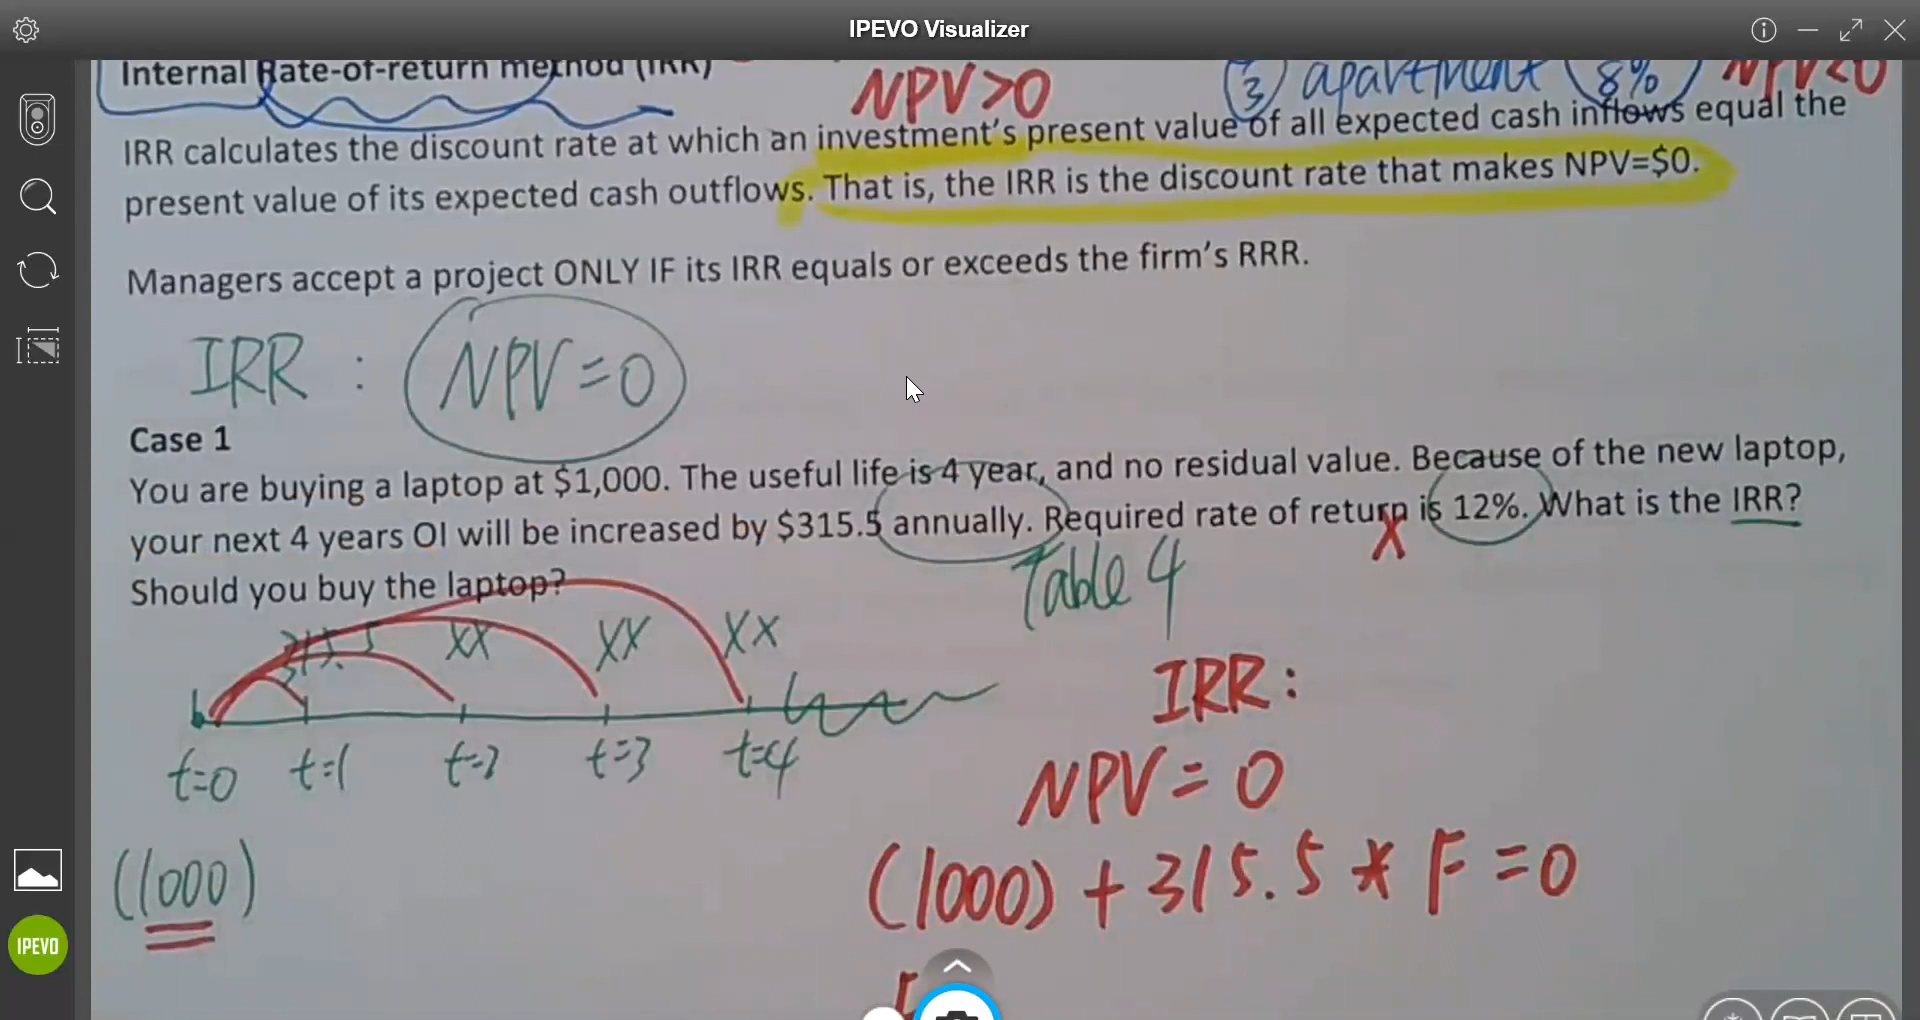 IPEVO Visualizer
Internal Rate-of-return method (IRR)
NPV>0
③ apartment 8% NPV<0
IRR calculates the discount rate at which an investment's present value of all expected cash inflows equal the
present value of its expected cash outflows. That is, the IRR is the discount rate that makes NPV=$0.
Managers accept a project ONLY IF its IRR equals or exceeds the firm's RRR.
IRR : NPV=0
Case 1
You are buying a laptop at $1,000. The useful life is 4 year, and no residual value. Because of the new laptop,
your next 4 years OI will be increased by $315.5 annually. Required rate of return is 12%. What is the IRR?
X
Should you buy the laptop?
Table 4
315.5 XX XX XX
IRR:
t=0 t=1 t=2 t=3 t=4
NPV = 0
(1000)
(1000) + 315.5 * F = 0
IPEVO